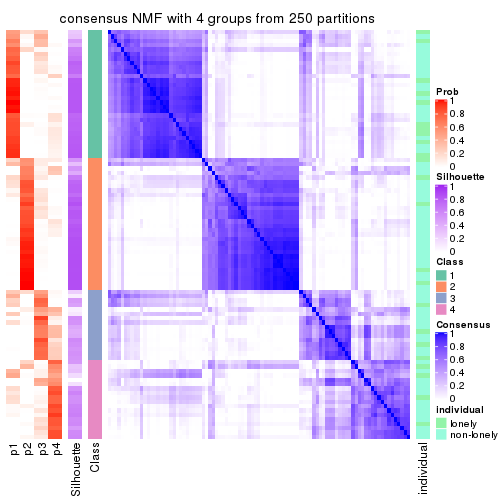 consensus NMF with 4 groups from 250 partitions
p1
p2
p3
p4
Silhouette
Class
individual
Prob
1
0.8
0.6
0.4
0.2
0
Silhouette
1
0.8
0.6
0.4
0.2
0
Class
1
2
3
4
Consensus
1
0.8
0.6
0.4
0.2
0
individual
lonely
non-lonely